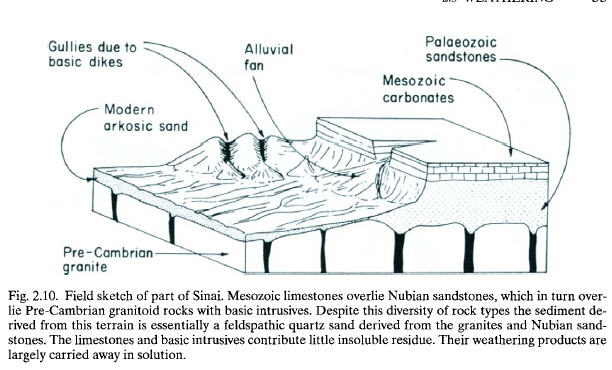 Gullies due to
basic dikes
Alluvial
fan
Palaeozoic
sandstones
Mesozoic
carbonates
Modern
arkosic sand
Pre-Cambrian
granite
Fig. 2.10. Field sketch of part of Sinai. Mesozoic limestones overlie Nubian sandstones, which in turn over-
lie Pre-Cambrian granitoid rocks with basic intrusives. Despite this diversity of rock types the sediment de-
rived from this terrain is essentially a feldspathic quartz sand derived from the granites and Nubian sand-
stones. The limestones and basic intrusives contribute little insoluble residue. Their weathering products are
largely carried away in solution.